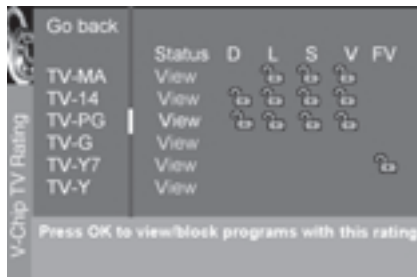 Go back
Status D L S V FV
TV-MA View
TV-14 View
TV-PG View
TV-G View
TV-Y7 View
TV-Y View
Press OK to view/block programs with this rating
V-Chip TV Rating